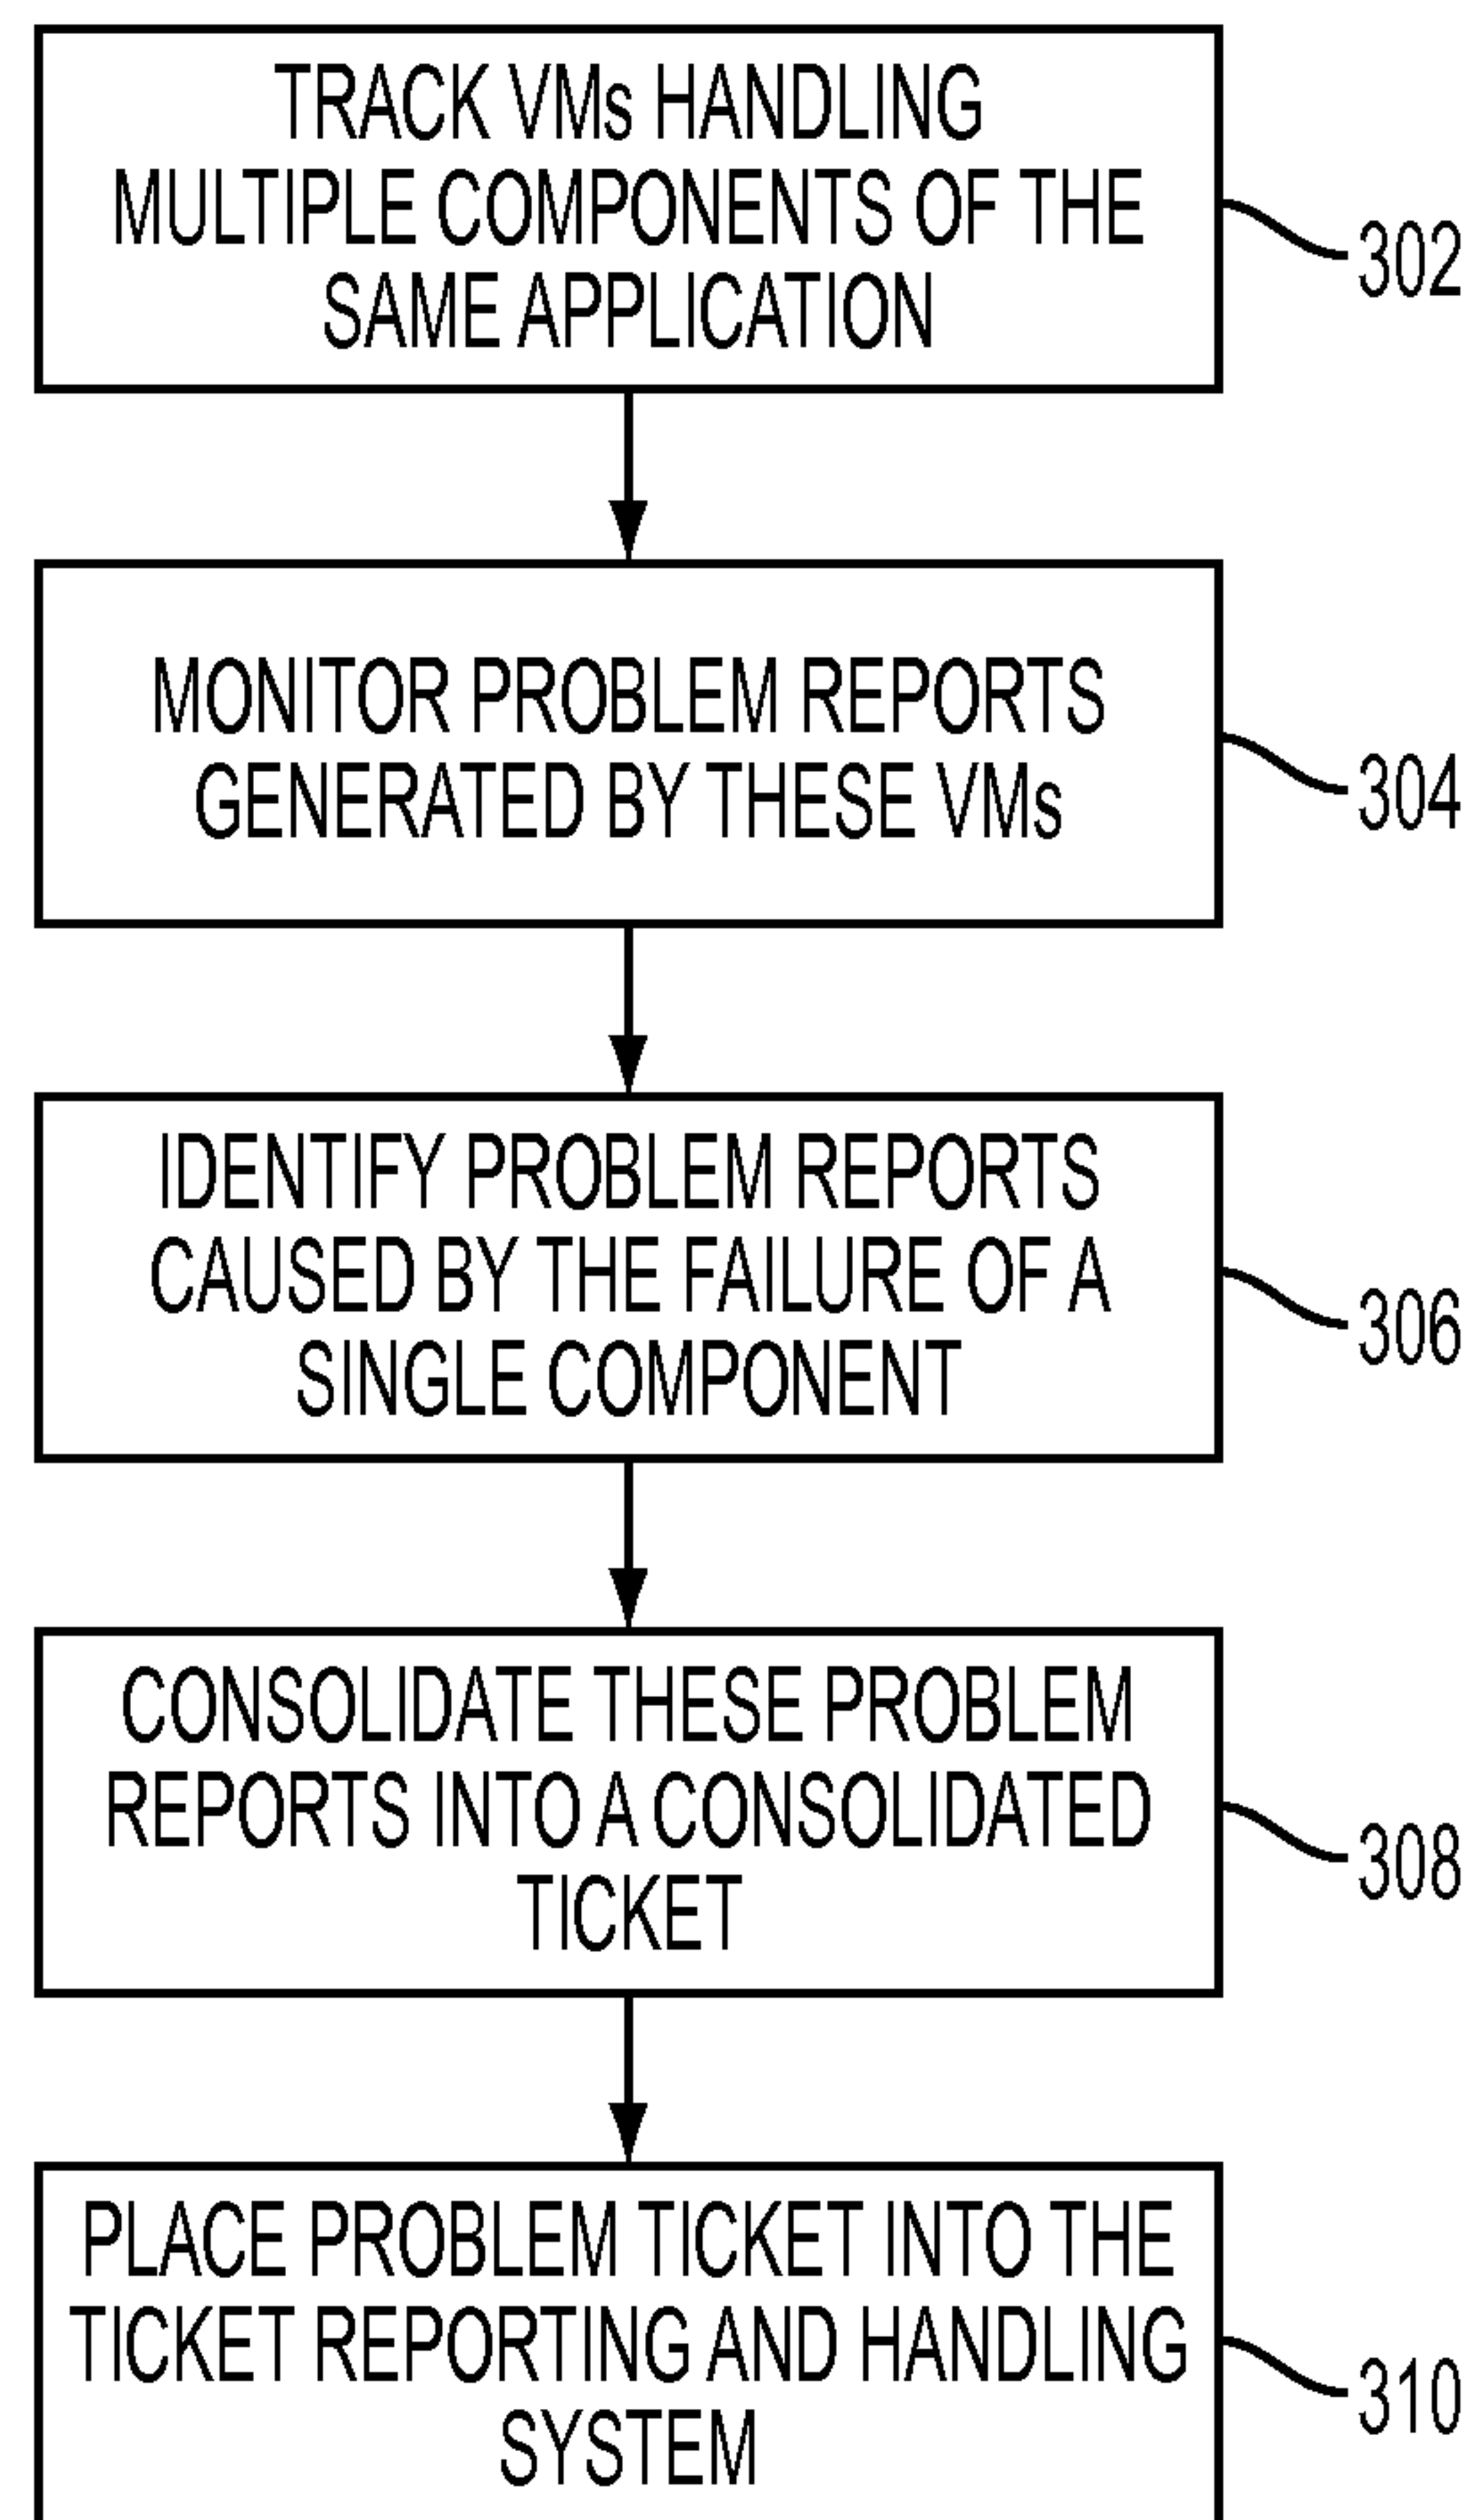 TRACK VMs HANDLING
MULTIPLE COMPONENTS OF THE
SAME APPLICATION
302
MONITOR PROBLEM REPORTS
GENERATED BY THESE VMs
304
IDENTIFY PROBLEM REPORTS
CAUSED BY THE FAILURE OF A
SINGLE COMPONENT
306
CONSOLIDATE THESE PROBLEM
REPORTS INTO A CONSOLIDATED
TICKET
308
PLACE PROBLEM TICKET INTO THE
TICKET REPORTING AND HANDLING
SYSTEM
310